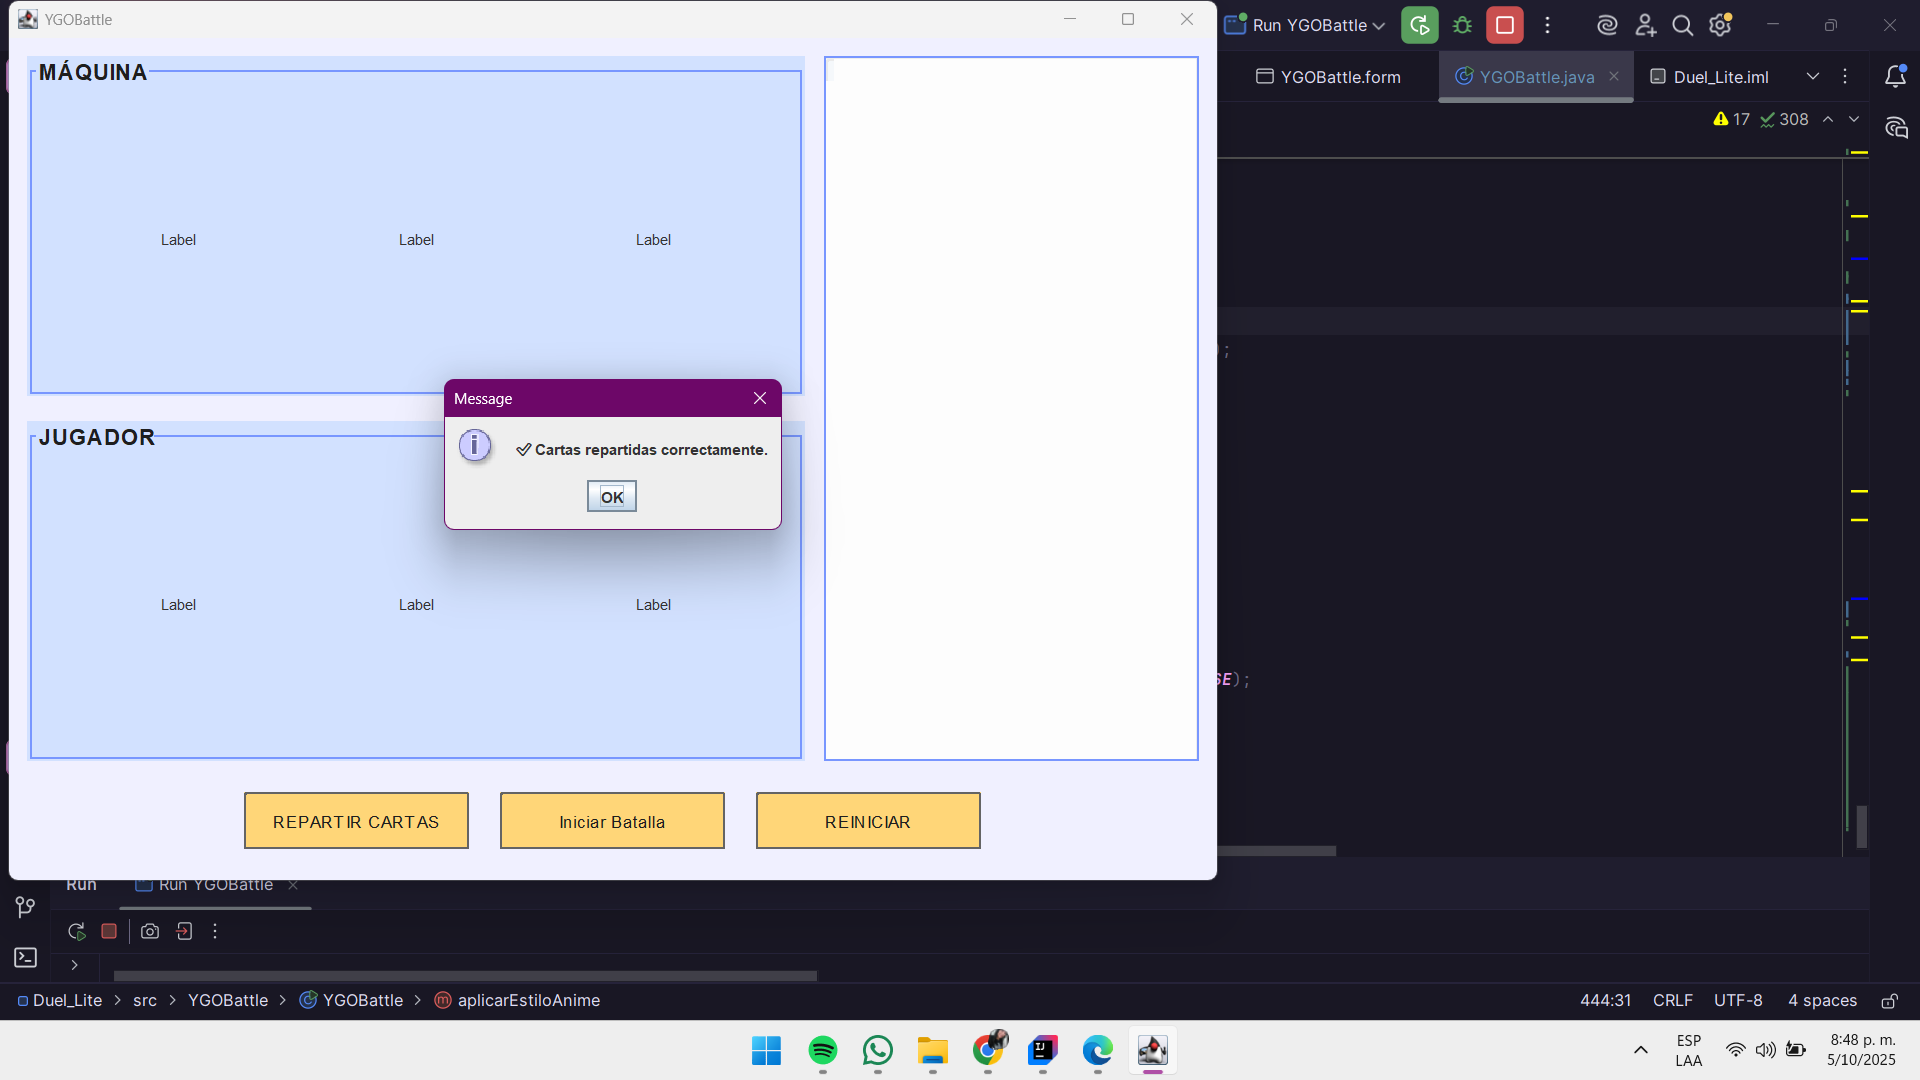 YGOBattle
MÁQUINA
Label
Label
Label
Message
✅ Cartas repartidas correctamente.
OK
JUGADOR
Label
Label
Label
REPARTIR CARTAS
Iniciar Batalla
REINICIAR
Run YGOBattle
YGOBattle.form
YGOBattle.java
Duel_Lite.iml
17
308
);
SE);
Run
Run YGOBattle
Duel_Lite > src > YGOBattle > YGOBattle > aplicarEstiloAnime
444:31 CRLF UTF-8 4 spaces
ESP
LAA
8:48 p. m.
5/10/2025